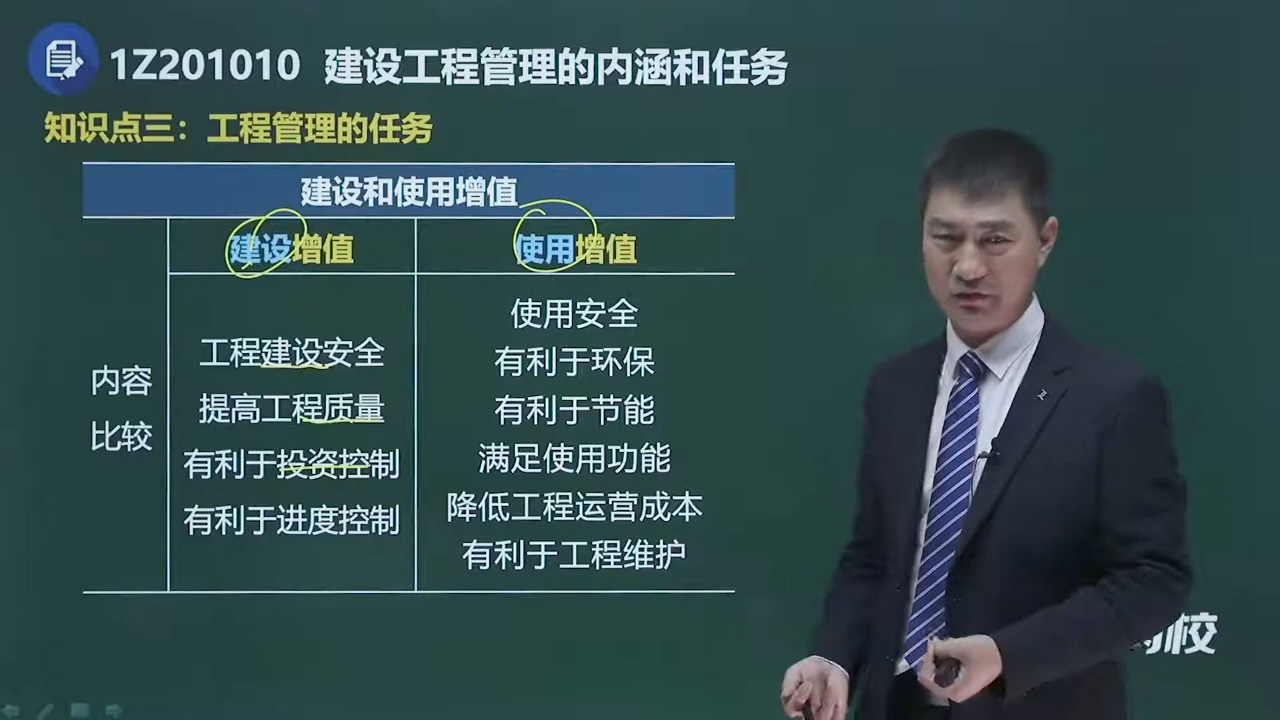 1Z201010 建设工程管理的内涵和任务
知识点三：工程管理的任务
建设和使用增值
建设增值
使用增值
内容
比较
工程建设安全
提高工程质量
有利于投资控制
有利于进度控制
使用安全
有利于环保
有利于节能
满足使用功能
降低工程运营成本
有利于工程维护
校